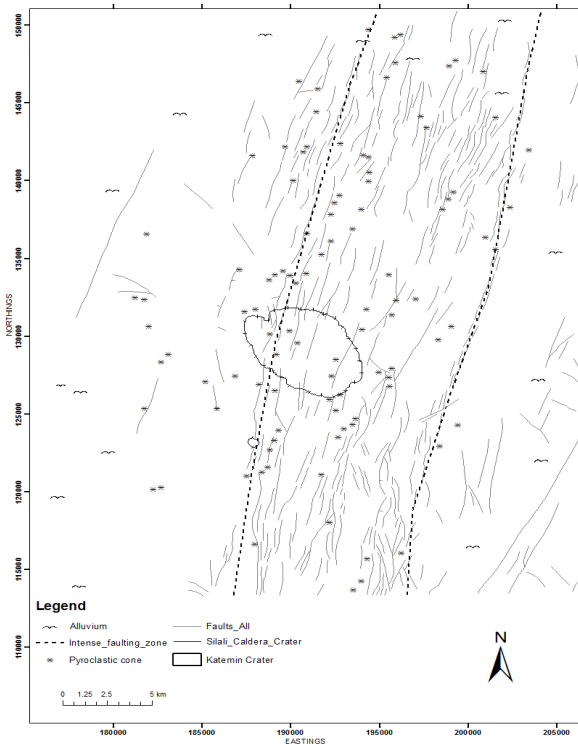 150000
145000
140000
135000
130000
125000
120000
115000
110000
NORTHINGS
Legend
Alluvium
Faults_All
Intense_faulting_zone
Silali_Caldera_Crater
Pyroclastic cone
Katemin Crater
0 1.25 2.5 5 km
N
180000 185000 190000 195000 200000 205000
EASTINGS